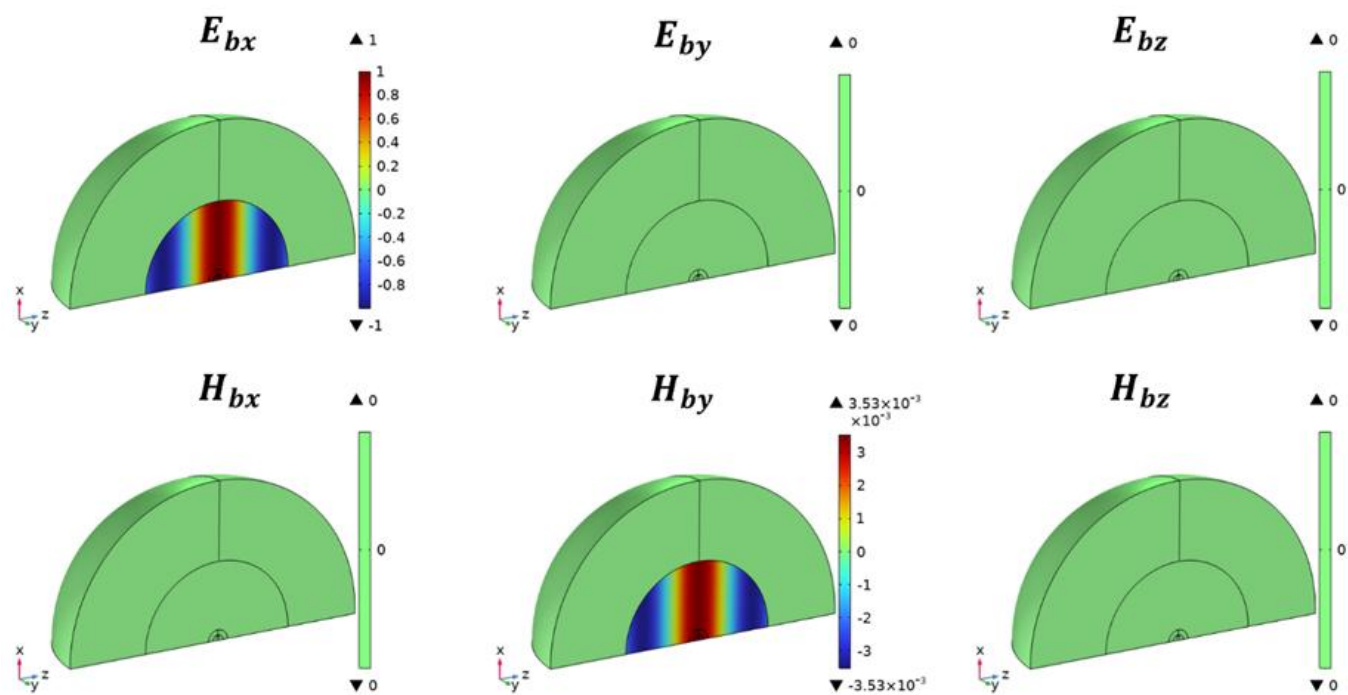 E_bx
▲ 1
1
0.8
0.6
0.4
0.2
0
-0.2
-0.4
-0.6
-0.8
▼ -1
x
y z
E_by
▲ 0
0
▼ 0
x
y z
E_bz
▲ 0
0
▼ 0
x
y z
H_bx
▲ 0
0
▼ 0
x
y z
H_by
▲ 3.53×10⁻³
×10⁻³
3
2
1
0
-1
-2
-3
▼ -3.53×10⁻³
x
y z
H_bz
▲ 0
0
▼ 0
x
y z